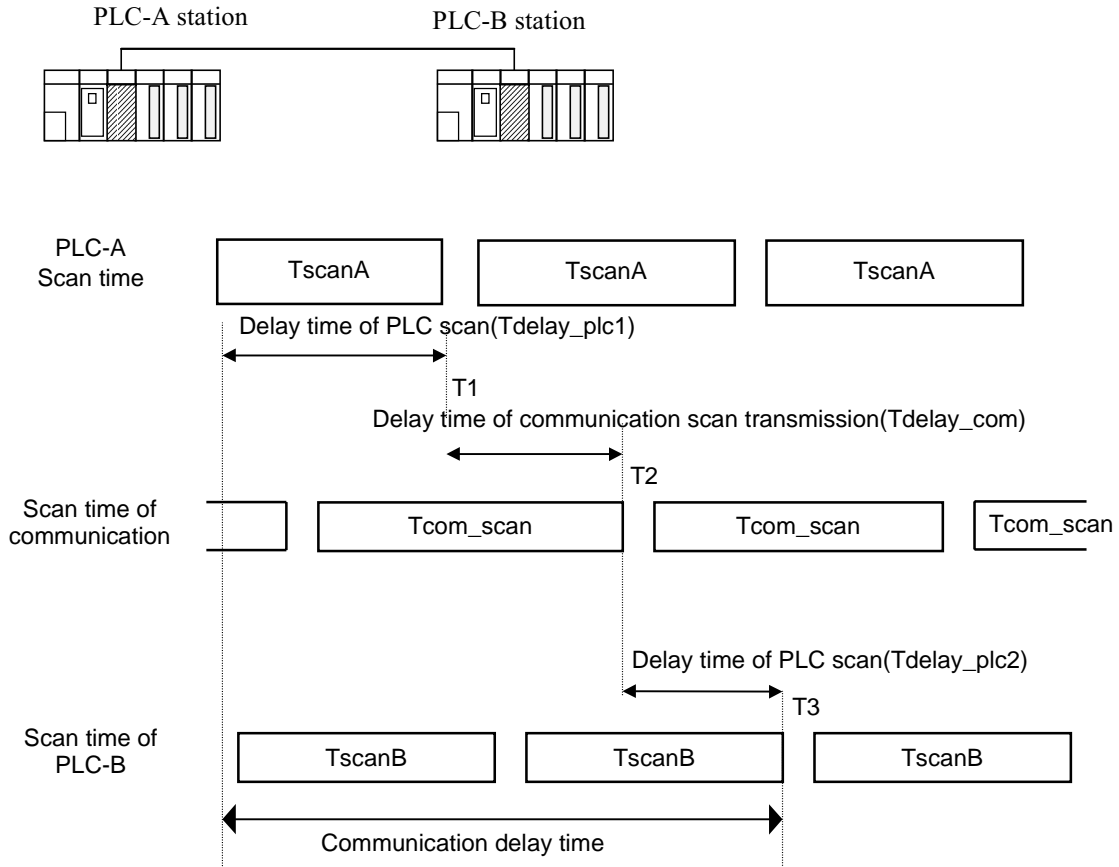 PLC-A station
PLC-B station
PLC-A
Scan time
TscanA
TscanA
TscanA
Delay time of PLC scan(Tdelay_plc1)
T1
Delay time of communication scan transmission(Tdelay_com)
T2
Scan time of
communication
Tcom_scan
Tcom_scan
Tcom_scan
Delay time of PLC scan(Tdelay_plc2)
T3
Scan time of
PLC-B
TscanB
TscanB
TscanB
Communication delay time